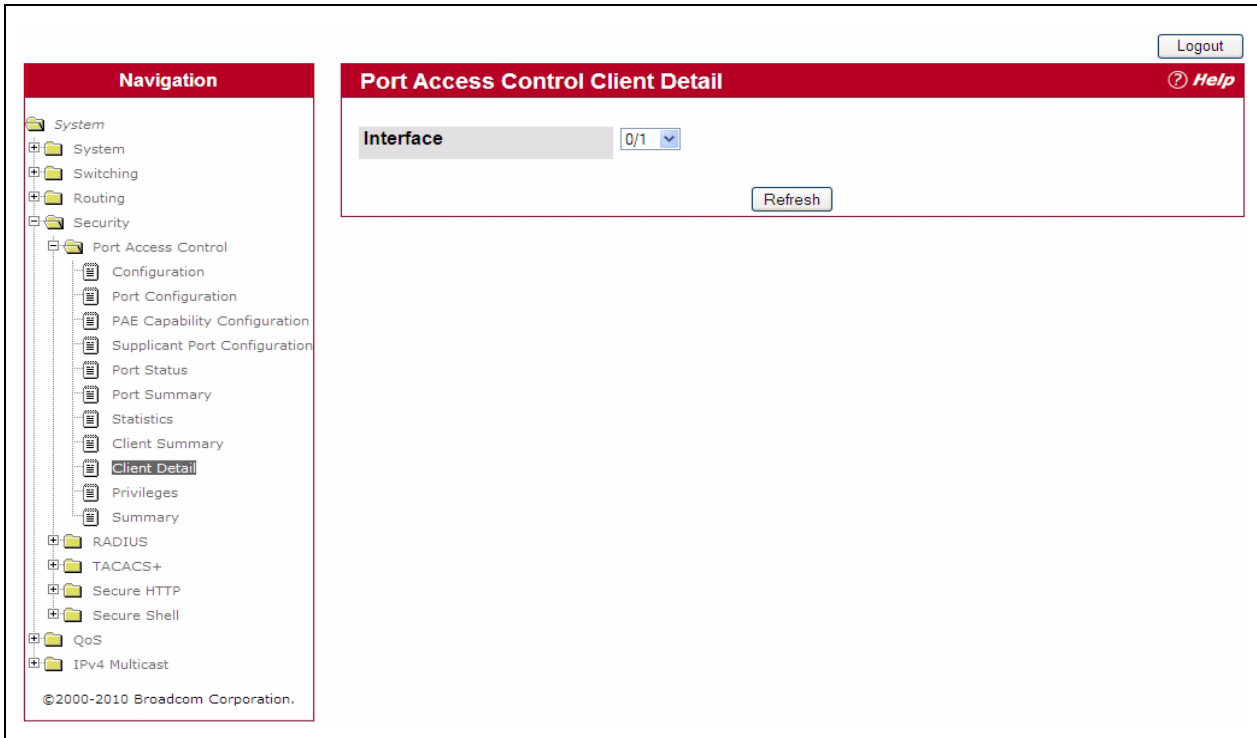 Logout
Navigation
Port Access Control Client Detail
Help
System
System
Switching
Routing
Security
Port Access Control
Configuration
Port Configuration
PAE Capability Configuration
Supplicant Port Configuration
Port Status
Port Summary
Statistics
Client Summary
Client Detail
Privileges
Summary
RADIUS
TACACS+
Secure HTTP
Secure Shell
QoS
IPv4 Multicast
©2000-2010 Broadcom Corporation.
Interface
0/1
Refresh